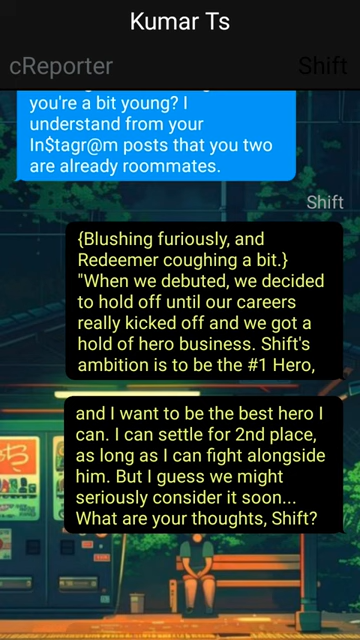 Kumar Ts
cReporter
Shift
you're a bit young? I
understand from your
In$tagr@m posts that you two
are already roommates.
Shift
{Blushing furiously, and
Redeemer coughing a bit.}
"When we debuted, we decided
to hold off until our careers
really kicked off and we got a
hold of hero business. Shift's
ambition is to be the #1 Hero,
and I want to be the best hero I
can. I can settle for 2nd place,
as long as I can fight alongside
him. But I guess we might
seriously consider it soon...
What are your thoughts, Shift?